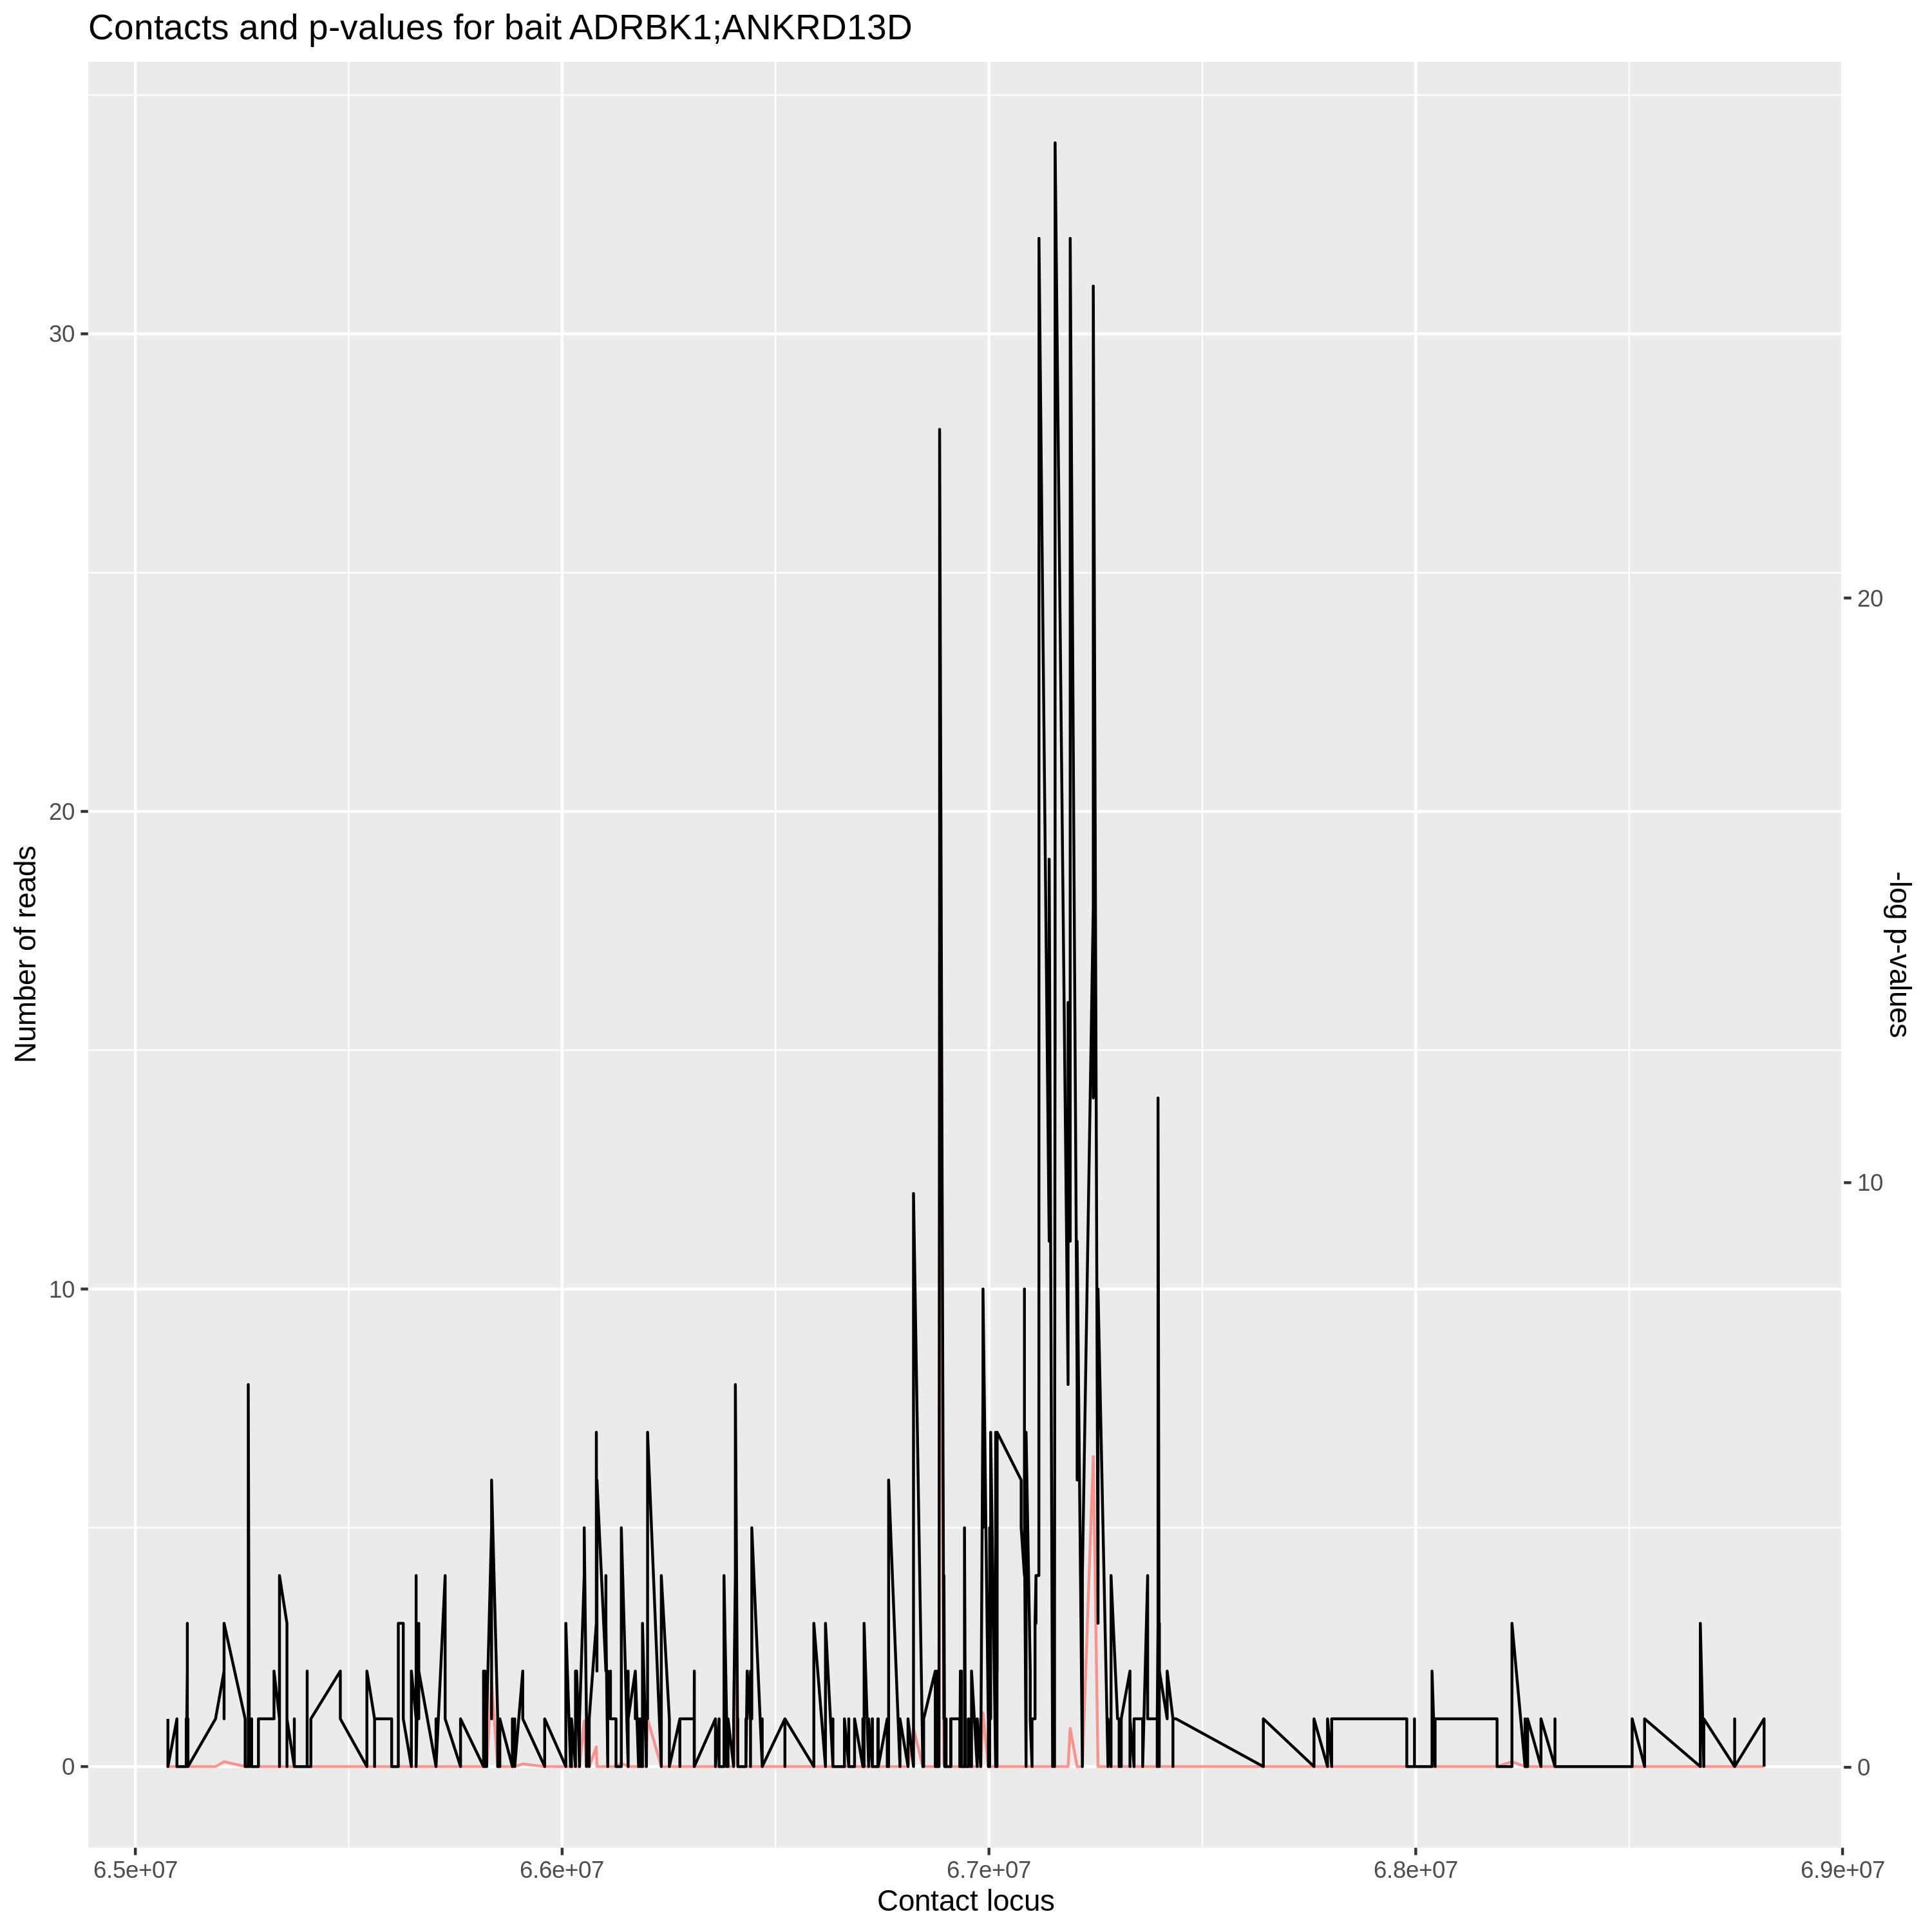 Contacts and p-values for bait ADRBK1;ANKRD13D
30
20
10
0
Number of reads
20
10
0
-log p-values
6.5e+07 6.6e+07 6.7e+07 6.8e+07 6.9e+07
Contact locus